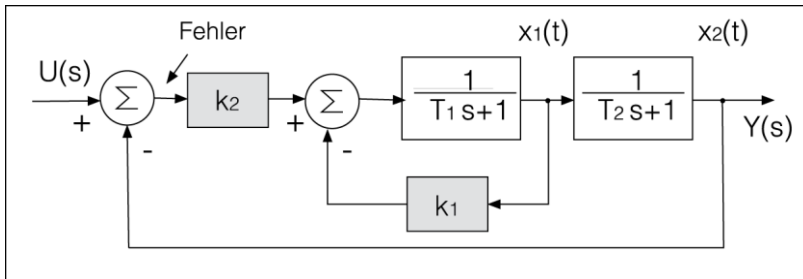 Fehler
x₁(t)
x₂(t)
U(s)
Σ
k₂
Σ
1
T₁ s+1
1
T₂ s+1
+
-
+
-
Y(s)
k₁